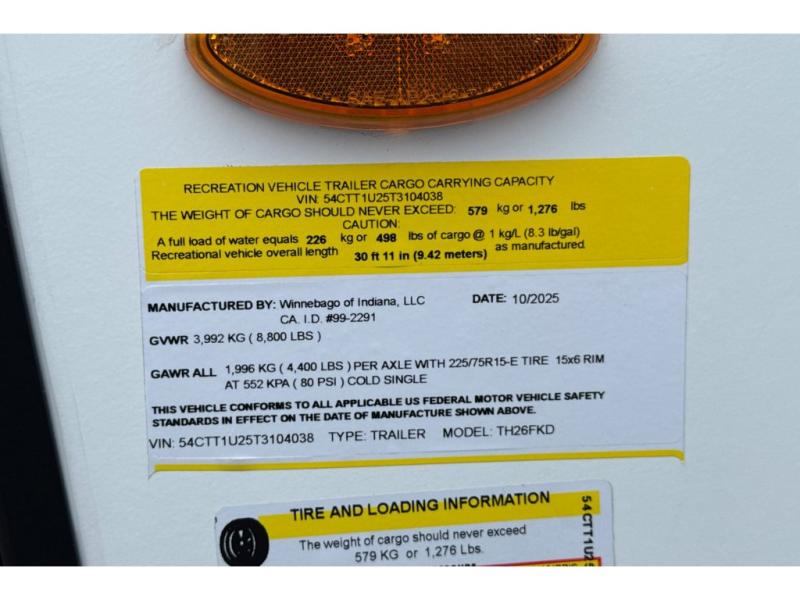 RECREATION VEHICLE TRAILER CARGO CARRYING CAPACITY
VIN: 54CTT1U25T3104038
THE WEIGHT OF CARGO SHOULD NEVER EXCEED: 579 kg or 1,276 lbs
CAUTION:
A full load of water equals 226 kg or 498 lbs of cargo @ 1 kg/L (8.3 lb/gal)
Recreational vehicle overall length 30 ft 11 in (9.42 meters) as manufactured.
MANUFACTURED BY: Winnebago of Indiana, LLC DATE: 10/2025
CA. I.D. #99-2291
GVWR 3,992 KG ( 8,800 LBS )
GAWR ALL 1,996 KG ( 4,400 LBS ) PER AXLE WITH 225/75R15-E TIRE 15x6 RIM
AT 552 KPA ( 80 PSI ) COLD SINGLE
THIS VEHICLE CONFORMS TO ALL APPLICABLE US FEDERAL MOTOR VEHICLE SAFETY
STANDARDS IN EFFECT ON THE DATE OF MANUFACTURE SHOWN ABOVE.
VIN: 54CTT1U25T3104038 TYPE: TRAILER MODEL: TH26FKD
TIRE AND LOADING INFORMATION
The weight of cargo should never exceed
579 KG or 1,276 Lbs.
54CTT1U2